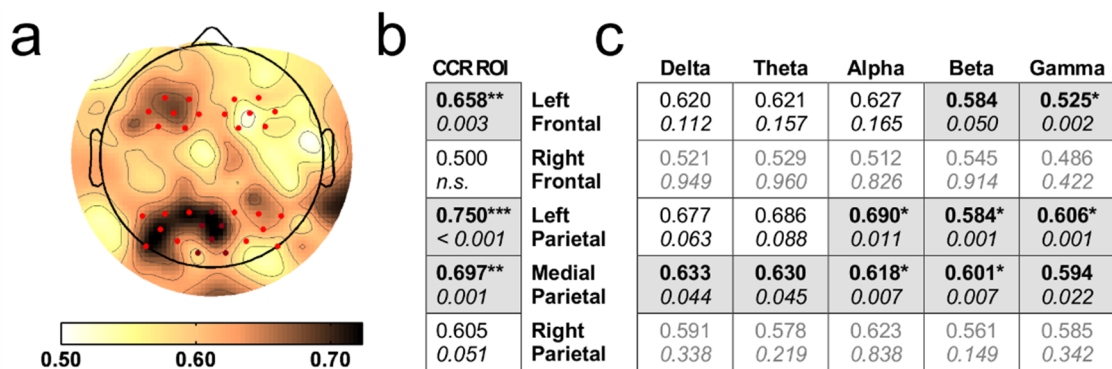 a
b
c
CCR ROI
Delta Theta Alpha Beta Gamma
0.658** Left 0.620 0.621 0.627 0.584 0.525*
0.003 Frontal 0.112 0.157 0.165 0.050 0.002
0.500 Right 0.521 0.529 0.512 0.545 0.486
n.s. Frontal 0.949 0.960 0.826 0.914 0.422
0.750*** Left 0.677 0.686 0.690* 0.584* 0.606*
< 0.001 Parietal 0.063 0.088 0.011 0.001 0.001
0.697** Medial 0.633 0.630 0.618* 0.601* 0.594
0.001 Parietal 0.044 0.045 0.007 0.007 0.022
0.605 Right 0.591 0.578 0.623 0.561 0.585
0.051 Parietal 0.338 0.219 0.838 0.149 0.342
0.50 0.60 0.70